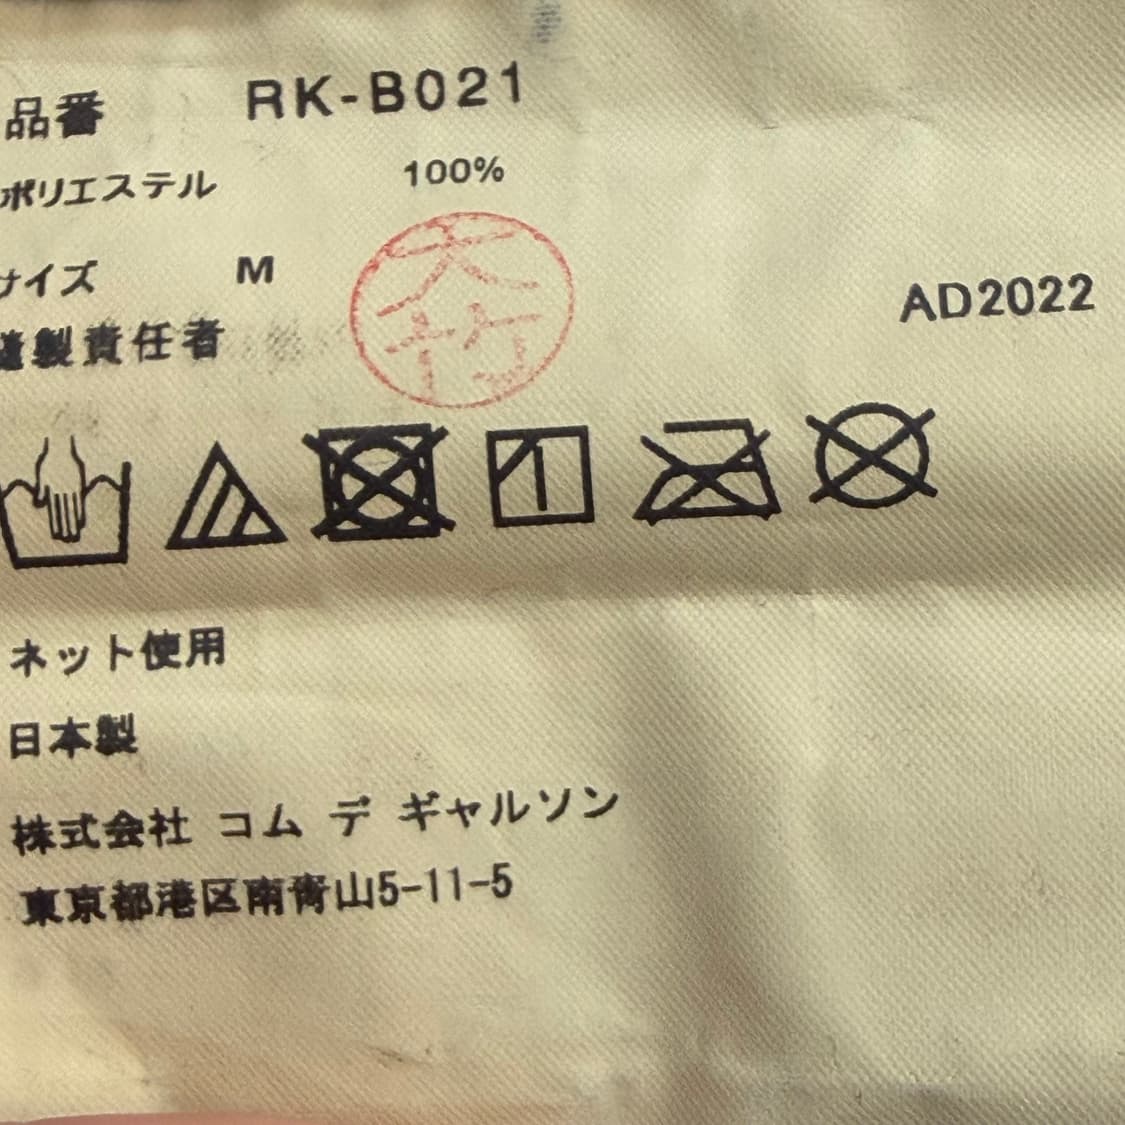 品番 RK-B021
ポリエステル 100%
サイズ M
縫製責任者
AD2022
ネット使用
日本製
株式会社 コム デ ギャルソン
東京都港区南青山5-11-5